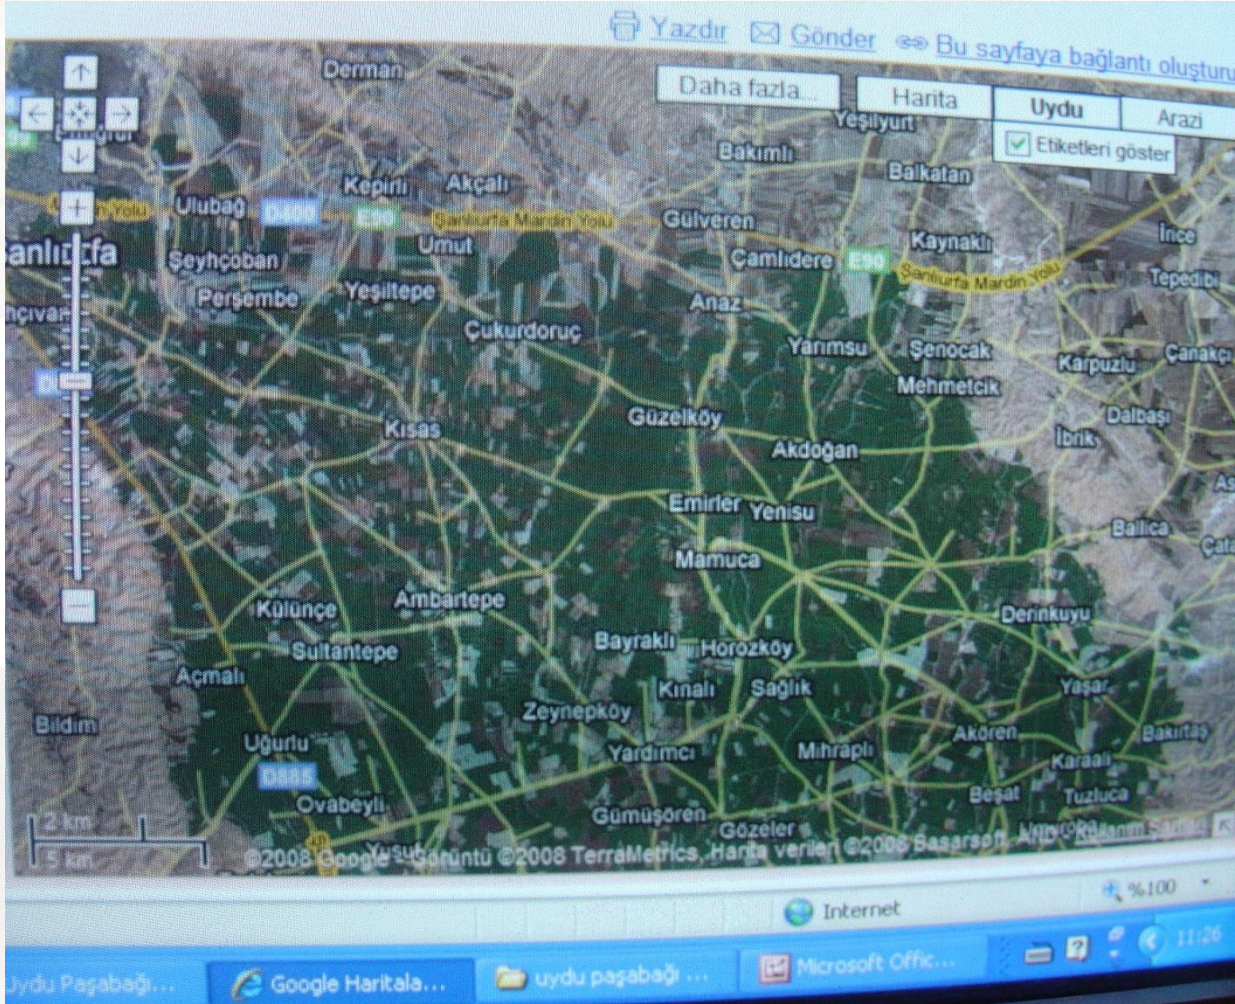 Yazdır Gönder Bu sayfaya bağlantı oluşturu
Derman
Daha fazla... Harita Uydu Arazi
Etiketleri göster
Yeşilyurt
Bakımlı
Balkatan
Kepirli Akçalı
Yolu Ulubağ D400 E90 Şanlıurfa Mardin Yolu Gülveren
Umut
Kaynaklı İnce
Şanlıurfa Şeyhçoban Çamlıdere E90
Şanlıurfa Mardin Yolu Tepedibi
Perşembe Yeşiltepe Anaz
Çukurdoruç
Yarımsu Şenocak Karpuzlu Çanakçı
Mehmetcik
Kısas Güzelköy Dalbaşı
Akdoğan İbrik
Emirler Yenisu
Ballıca
Mamuca
Külünçe Ambartepe
Derinkuyu
Sultantepe Bayraklı Horozköy
Açmalı Kınalı Sağlık Yaşar
Bildim Zeynepköy
Uğurlu Yardımcı Mihraplı Akören Bakırtaş
D885 Karaali
Ovabeyli Beşat Tuzluca
2 km Gümüşören Gözeler
5 km
©2008 Google - Görüntü ©2008 TerraMetrics, Harita verileri ©2008 Basarsoft, Kullanım
Internet %100
Uydu Paşabağı... Google Haritala... uydu paşabağı ... Microsoft Offic... 11:26